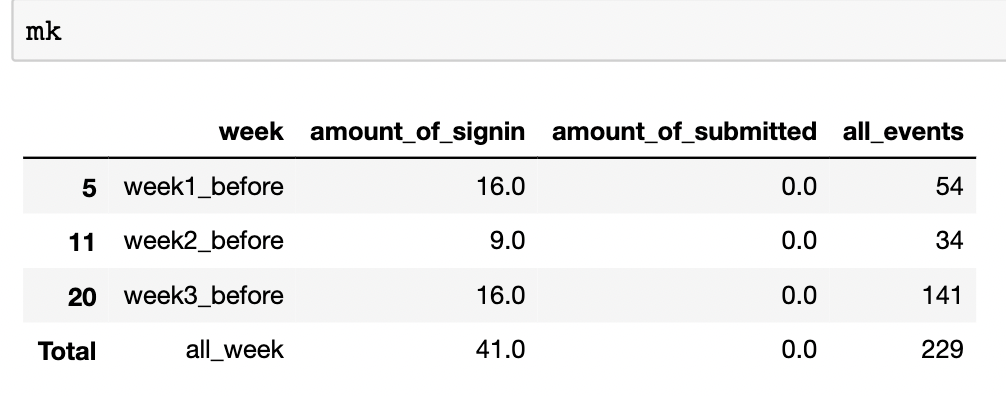 mk
week amount_of_signin amount_of_submitted all_events
5 week1_before 16.0 0.0 54
11 week2_before 9.0 0.0 34
20 week3_before 16.0 0.0 141
Total all_week 41.0 0.0 229